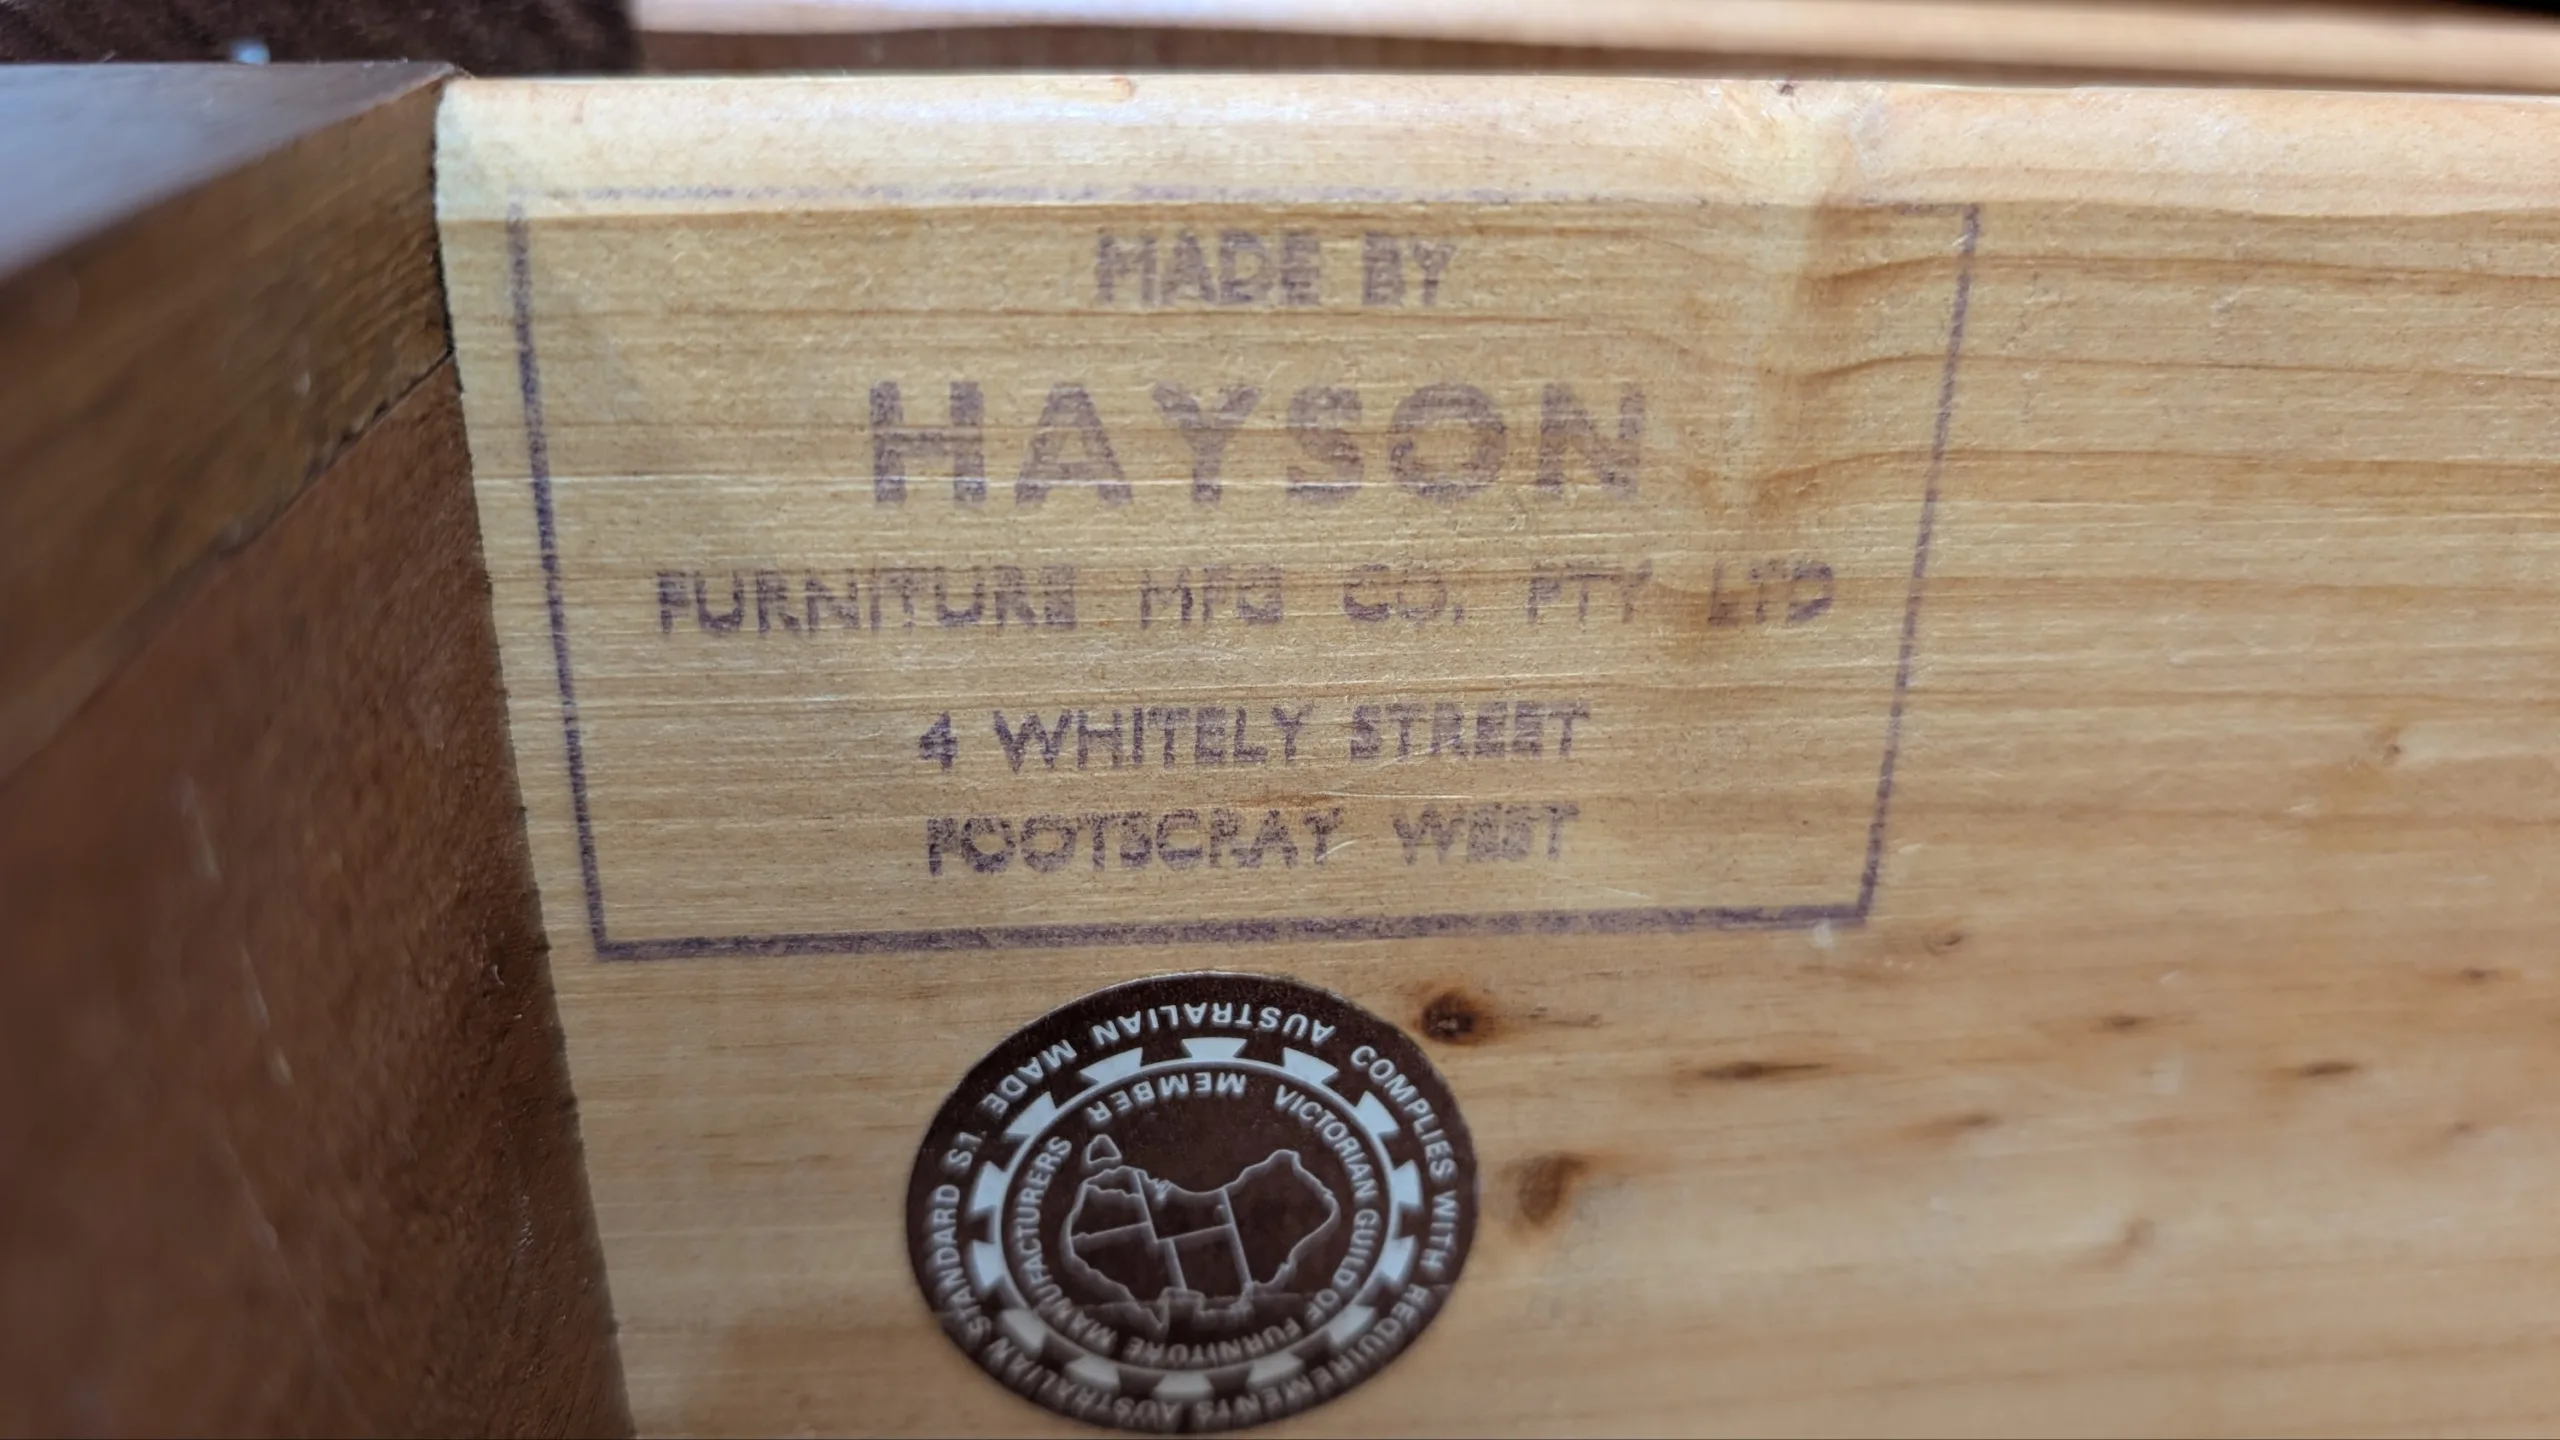 MADE BY
HAYSON
FURNITURE MFG CO. PTY LTD
4 WHITELY STREET
FOOTSCRAY WEST
AUSTRALIAN MADE
COMPLIES WITH REQUIREMENTS AUSTRALIAN STANDARD S.1.
MEMBER
VICTORIAN GUILD OF FURNITURE MANUFACTURERS